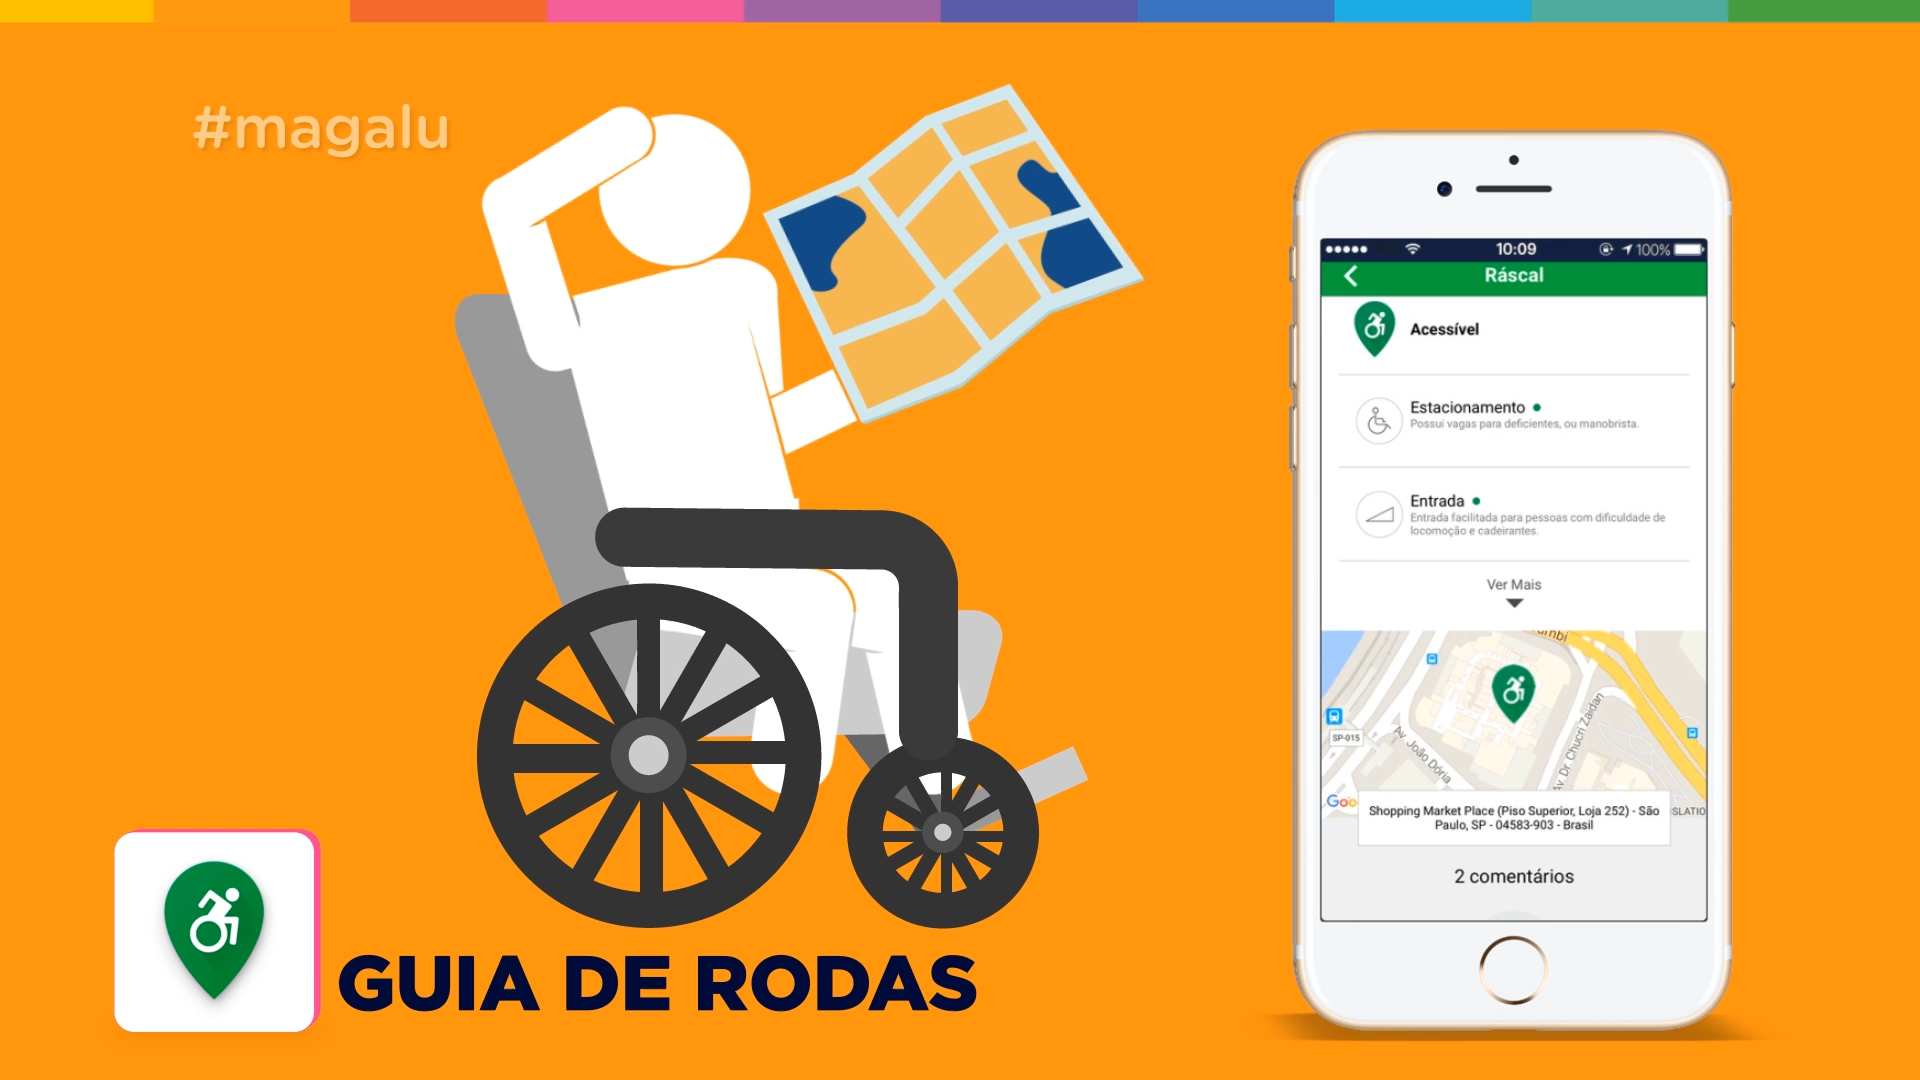 #magalu
10:09
100%
Ráscal
Acessível
Estacionamento
Possui vagas para deficientes, ou manobrista.
Entrada
Entrada facilitada para pessoas com dificuldade de
locomoção e cadeirantes.
Ver Mais
SP-015
Av. João Dória
Av. Dr. Chucri Zaidan
Goo
SLATIO
Shopping Market Place (Piso Superior, Loja 252) - São
Paulo, SP - 04583-903 - Brasil
2 comentários
GUIA DE RODAS